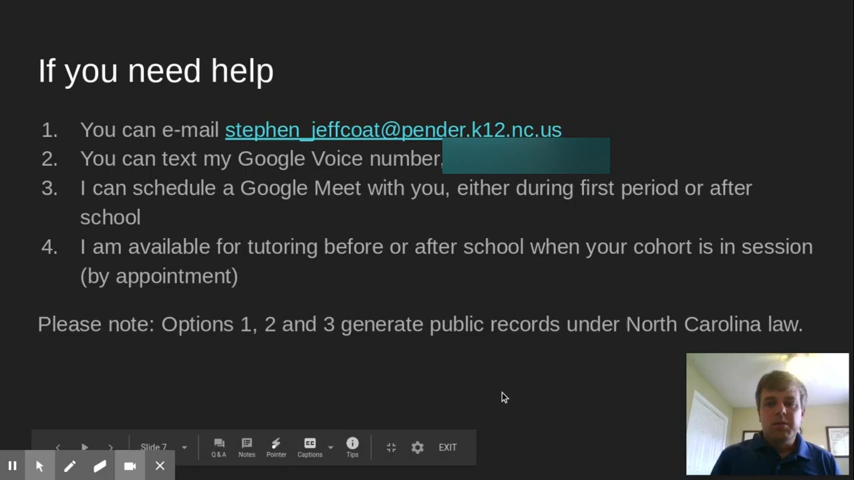 If you need help
1. You can e-mail stephen_jeffcoat@pender.k12.nc.us
2. You can text my Google Voice number.
3. I can schedule a Google Meet with you, either during first period or after
school
4. I am available for tutoring before or after school when your cohort is in session
(by appointment)
Please note: Options 1, 2 and 3 generate public records under North Carolina law.
Slide 7
Q & A
Notes
Pointer
Captions
Tips
EXIT